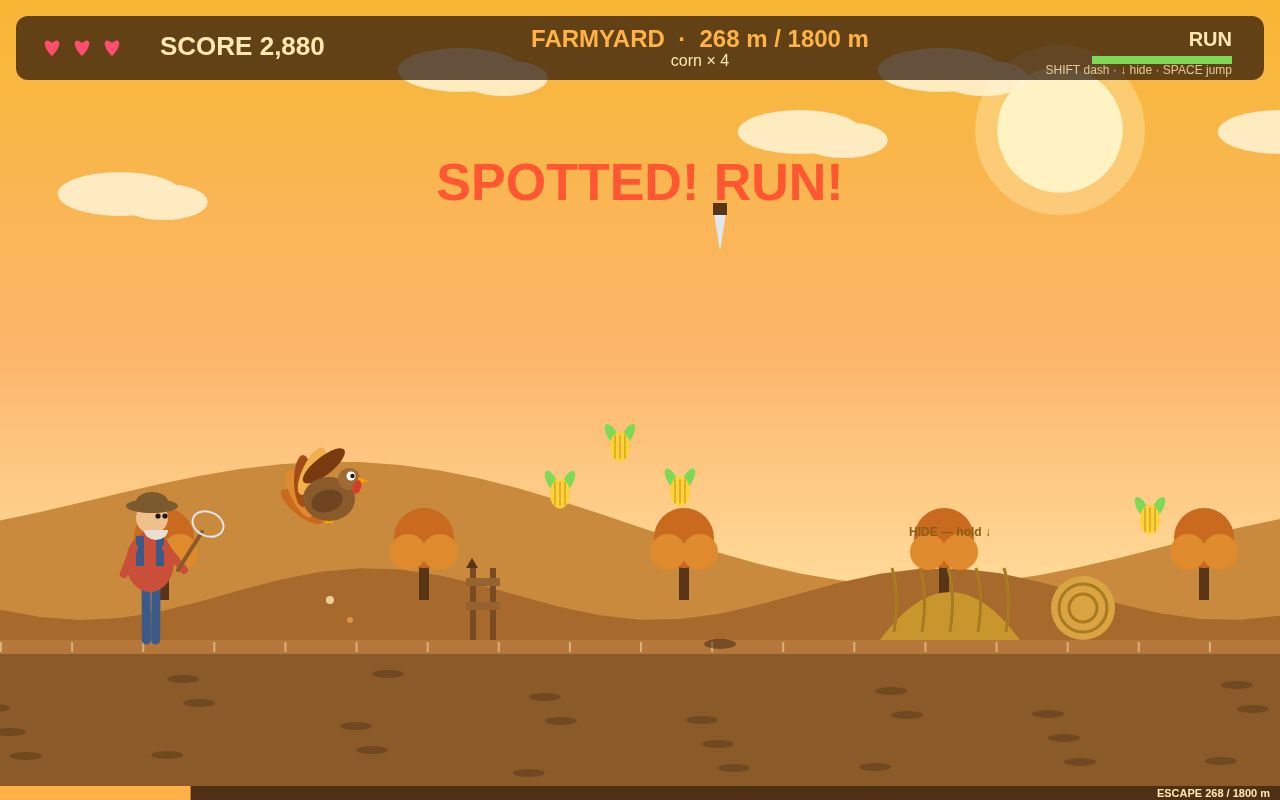 SCORE 2,880
FARMYARD · 268 m / 1800 m
corn × 4
RUN
SHIFT dash · ↓ hide · SPACE jump
SPOTTED! RUN!
HIDE — hold ↓
ESCAPE 268 / 1800 m